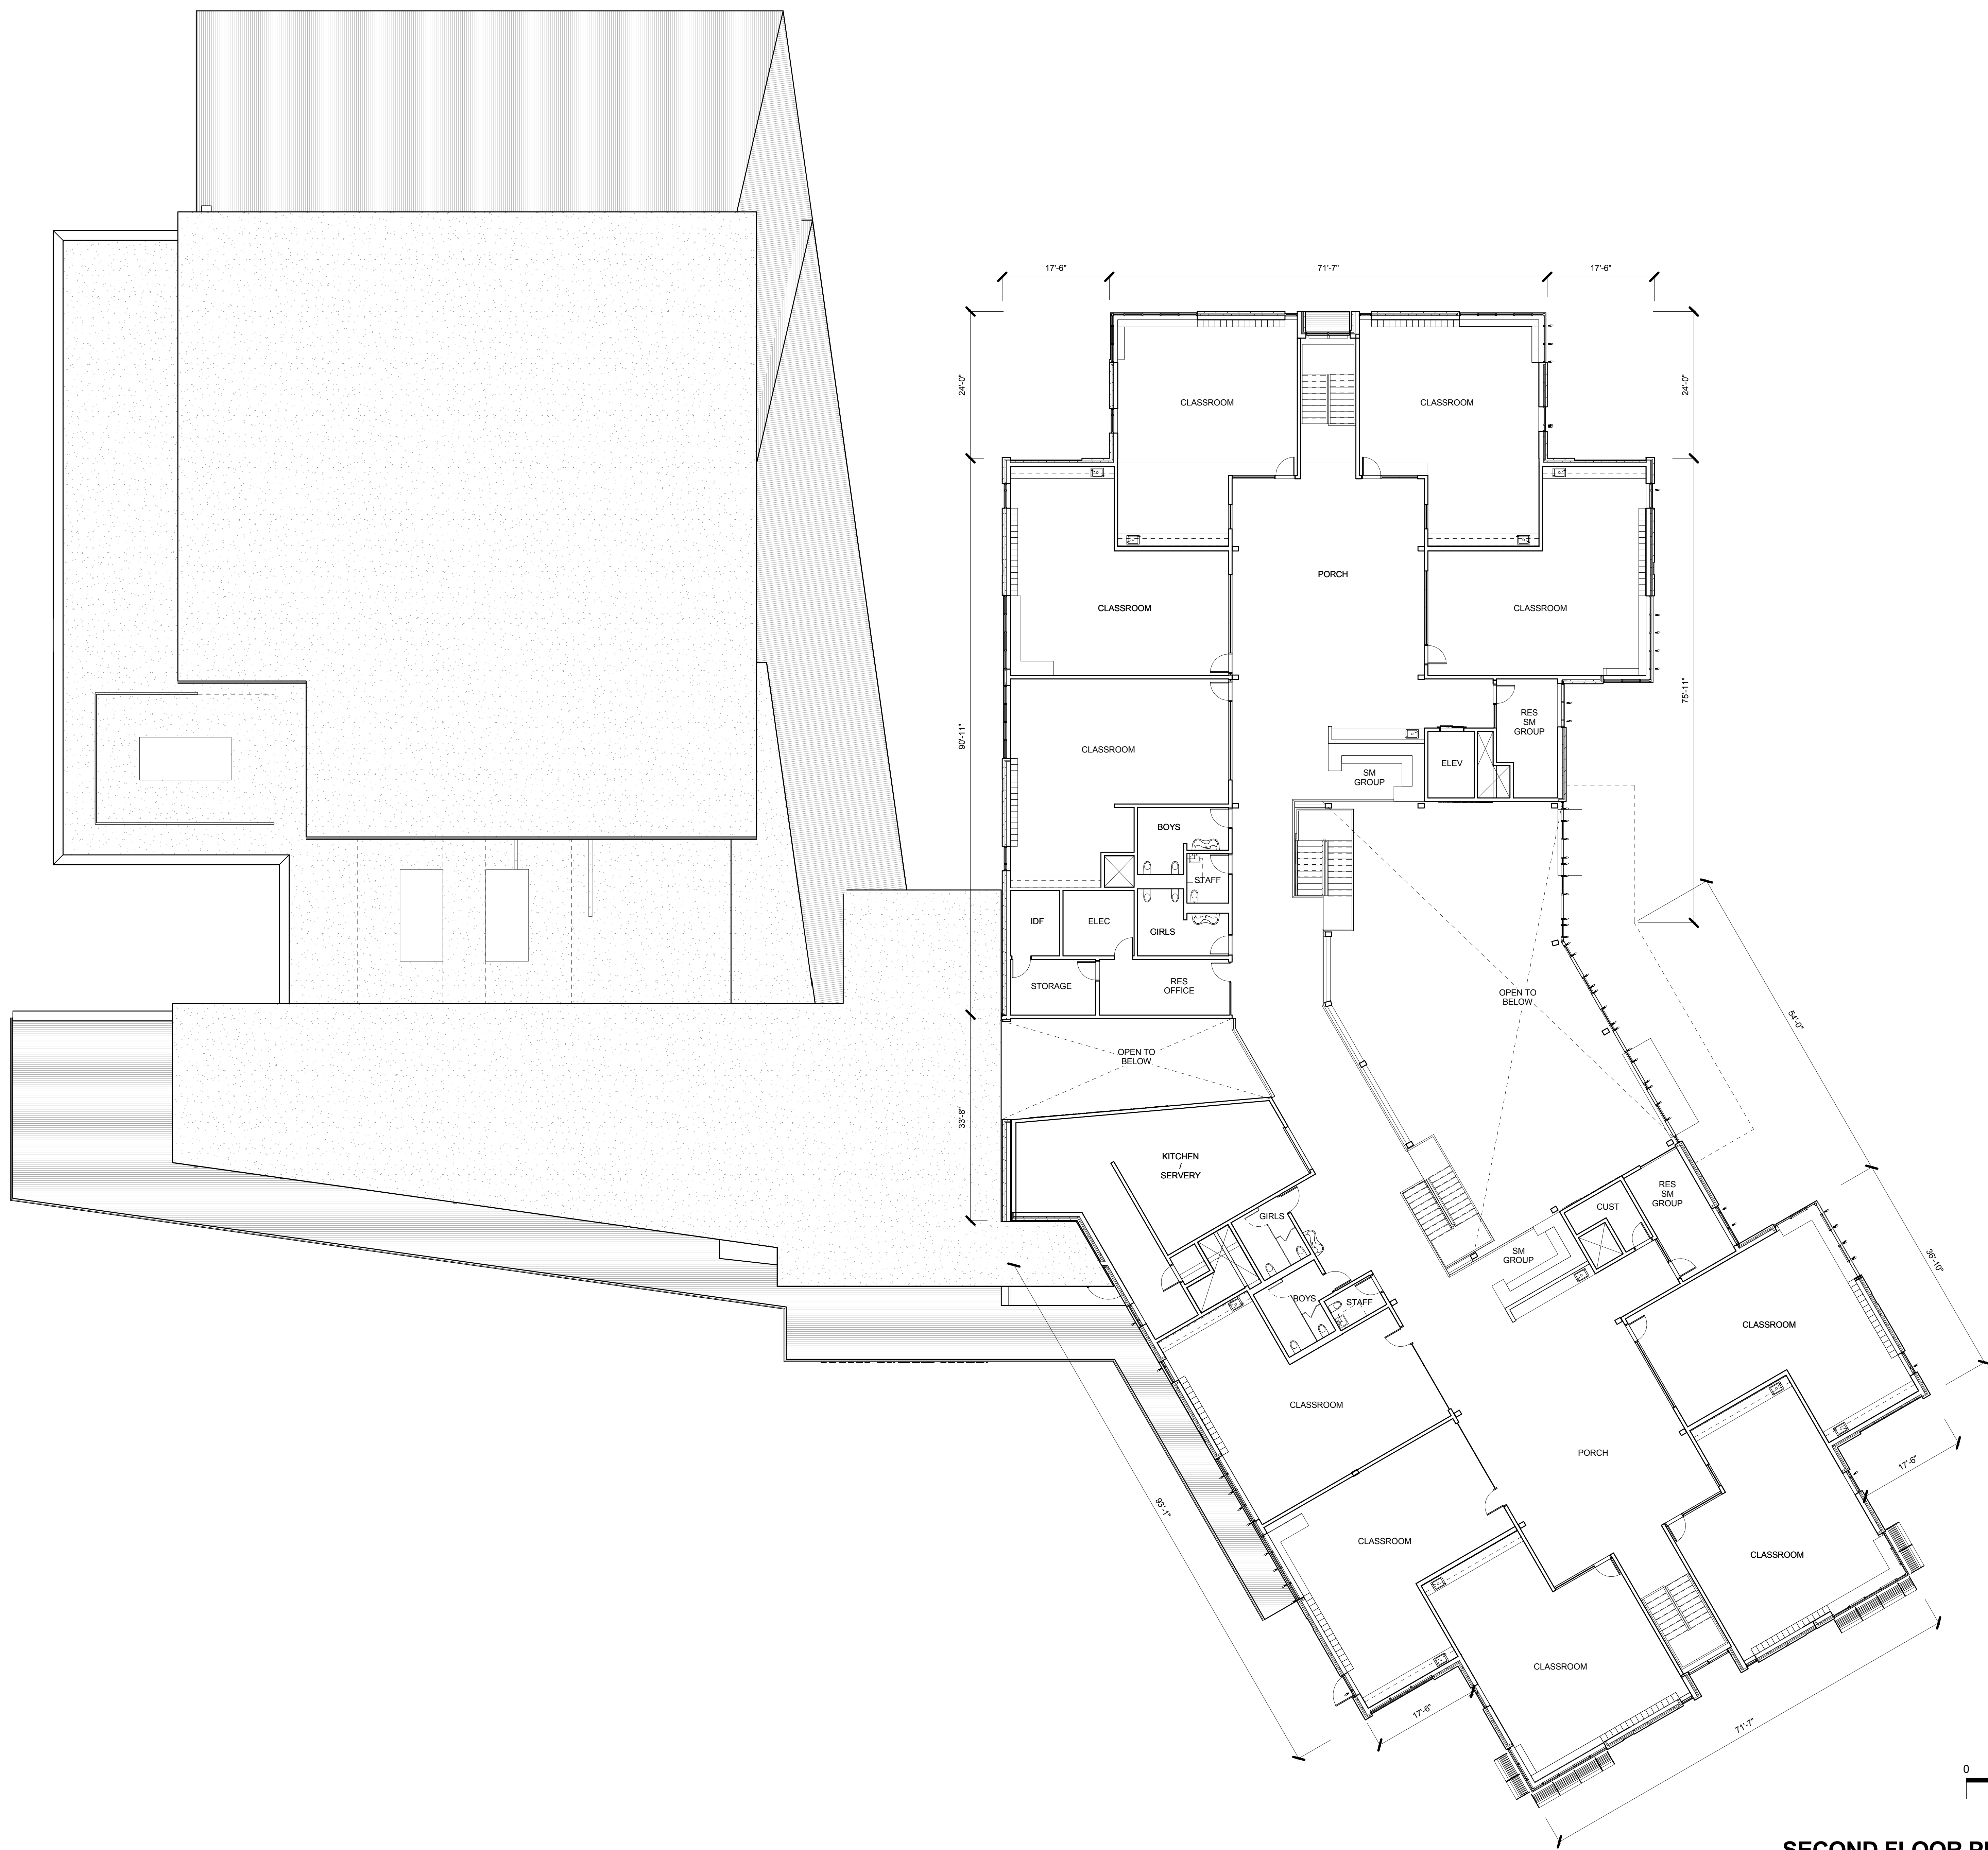 17'-6"
71'-7"
17'-6"
24'-0"
24'-0"
CLASSROOM
CLASSROOM
PORCH
CLASSROOM
CLASSROOM
75'-11"
90'-11"
CLASSROOM
RES
SM
GROUP
ELEV
SM
GROUP
BOYS
STAFF
IDF
ELEC
GIRLS
STORAGE
RES
OFFICE
OPEN TO
BELOW
54'-0"
OPEN TO
BELOW
33'-8"
KITCHEN
/
SERVERY
RES
SM
GROUP
CUST
GIRLS
SM
GROUP
36'-10"
BOYS
STAFF
CLASSROOM
CLASSROOM
PORCH
17'-6"
93'-1"
CLASSROOM
CLASSROOM
CLASSROOM
17'-6"
71'-7"
0
SECOND FLOOR